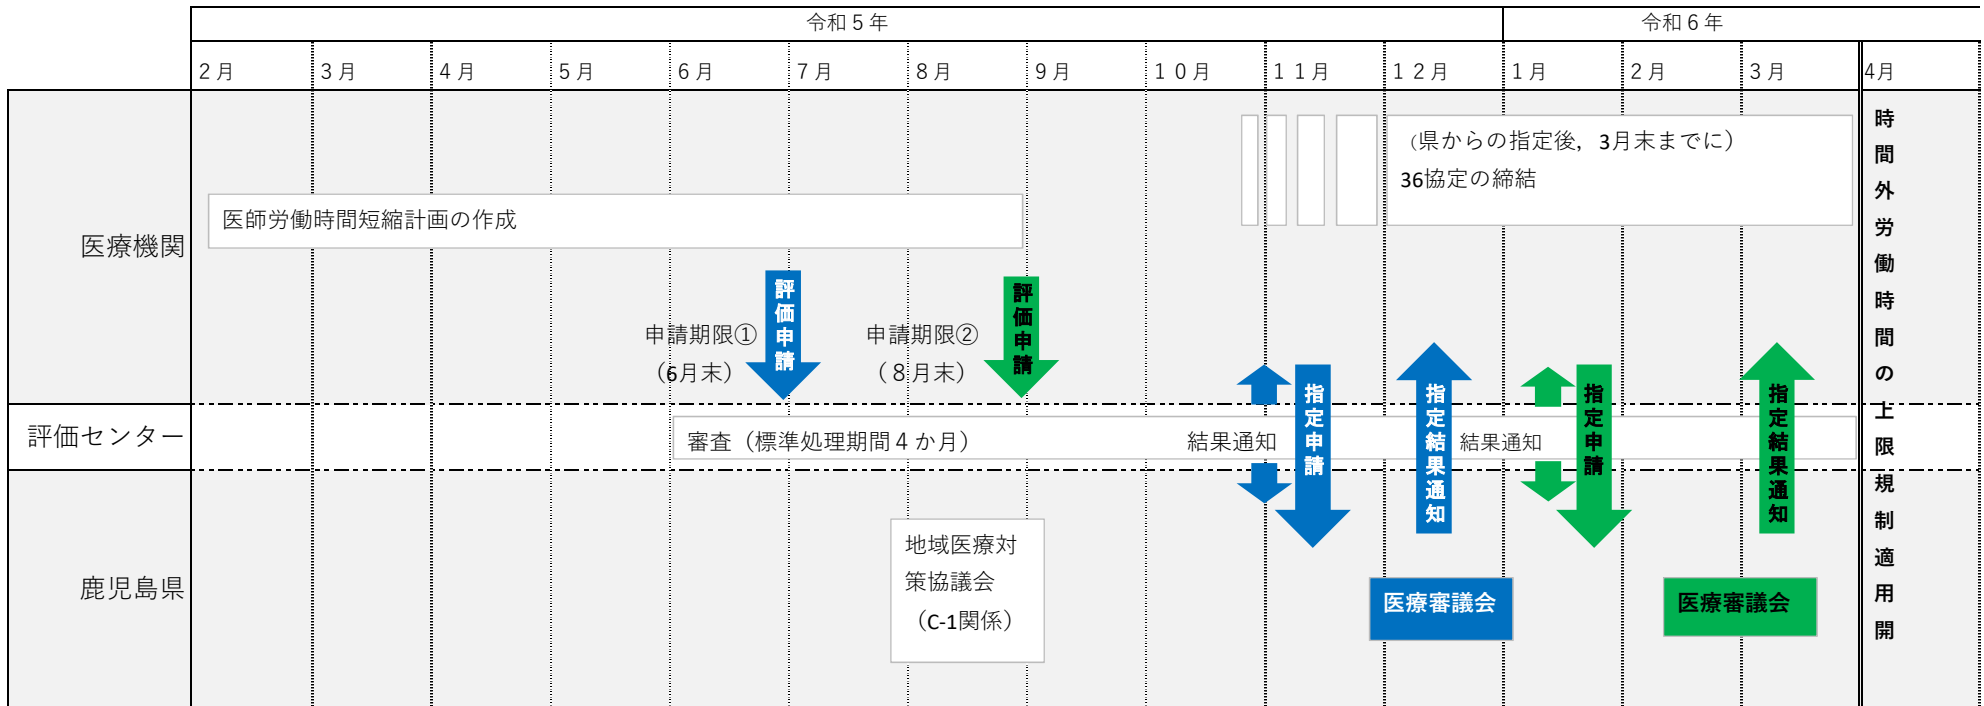 令和５年
令和６年
２月
３月
４月
５月
６月
７月
８月
９月
１０月
１１月
１２月
１月
２月
３月
4月
医療機関
医師労働時間短縮計画の作成
（県からの指定後，3月末までに）
36協定の締結
申請期限①
（6月末）
評価申請
申請期限②
（８月末）
評価申請
評価センター
審査（標準処理期間４か月）
結果通知
指定申請
指定結果通知
結果通知
指定申請
指定結果通知
鹿児島県
地域医療対
策協議会
（C-1関係）
医療審議会
医療審議会
時間外労働時間の上限規制適用開